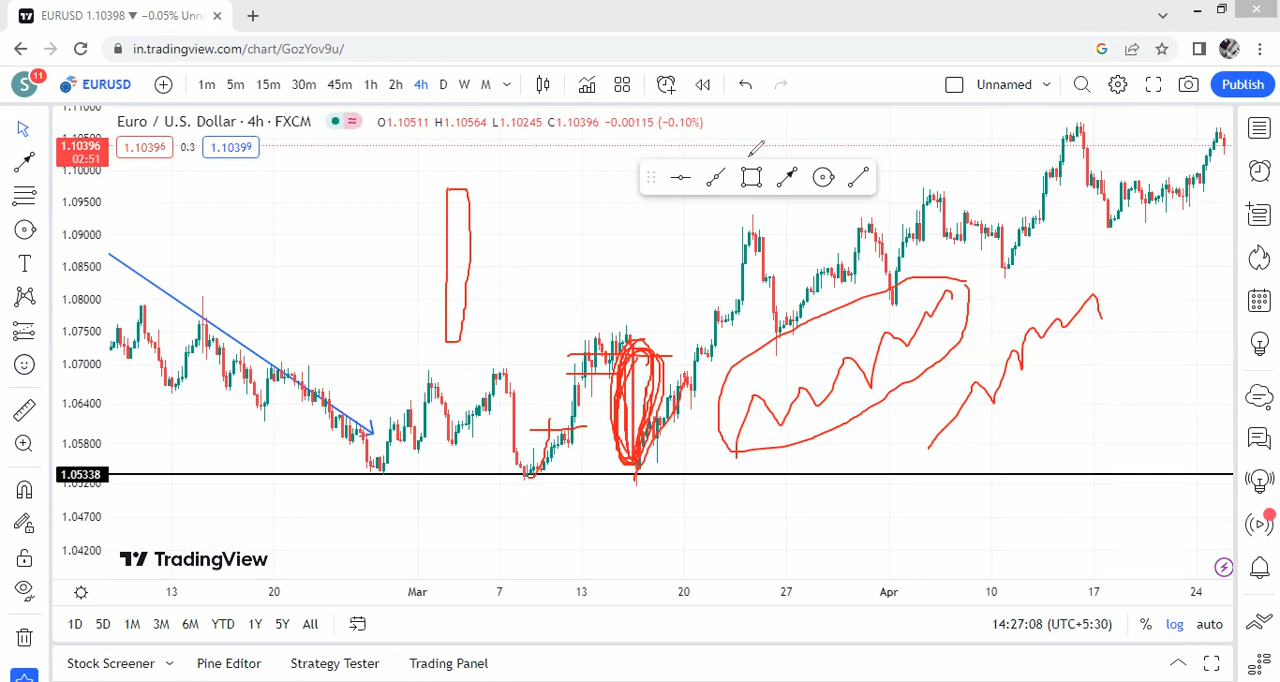 EURUSD 1.10398 ▼ −0.05% Unn
in.tradingview.com/chart/GozYov9u/
S 11 EURUSD 1m 5m 15m 30m 45m 1h 2h 4h D W M Unnamed Publish
Euro / U.S. Dollar · 4h · FXCM O1.10511 H1.10564 L1.10245 C1.10396 −0.00115 (−0.10%)
1.10396 0.3 1.10399
1.11000
1.10500
1.10396
02:51
1.10000
1.09500
1.09000
1.08500
1.08000
1.07500
1.07000
1.06400
1.05800
1.05338
1.05200
1.04700
1.04200
TradingView
13 20 Mar 7 13 20 27 Apr 10 17 24
1D 5D 1M 3M 6M YTD 1Y 5Y All 14:27:08 (UTC+5:30) % log auto
Stock Screener Pine Editor Strategy Tester Trading Panel